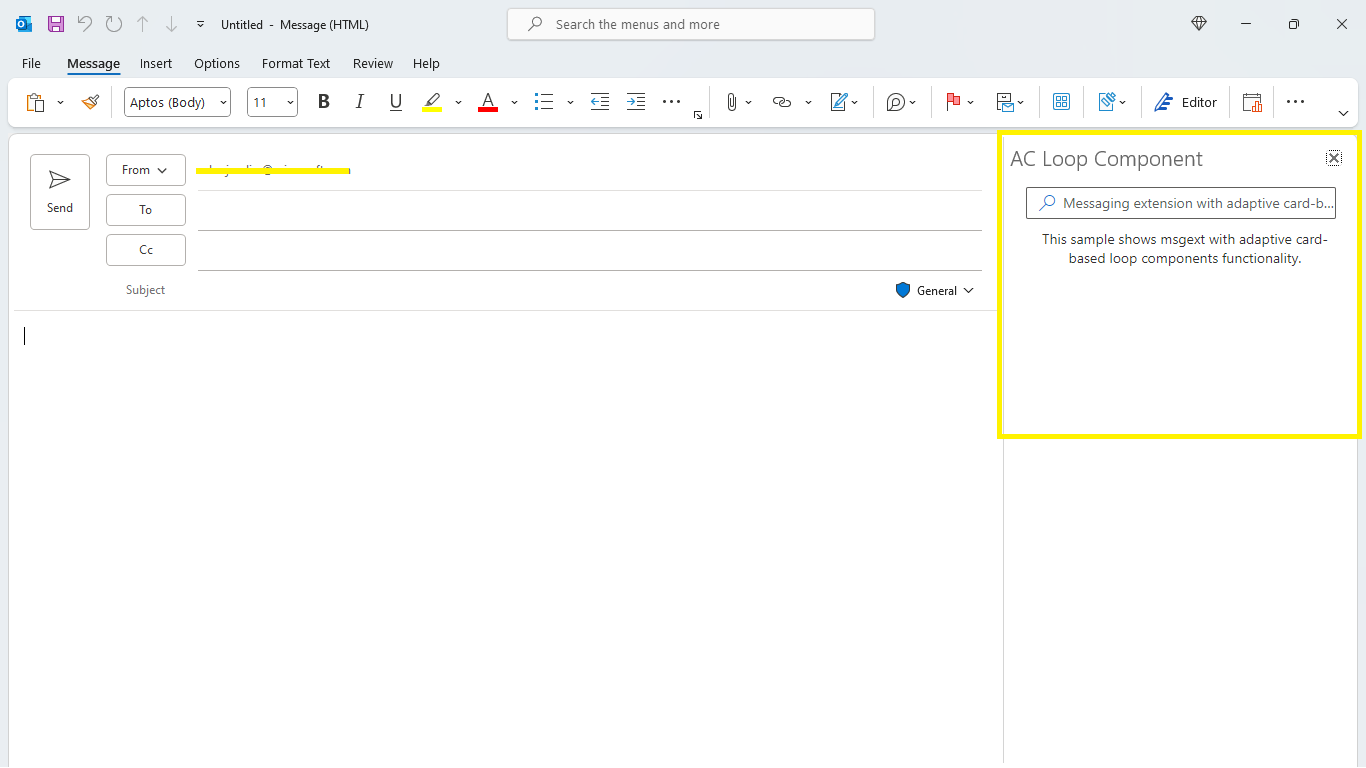 Untitled - Message (HTML)
Search the menus and more
File Message Insert Options Format Text Review Help
Aptos (Body) 11 B I U A Editor
Send
From
To
Cc
Subject
General
AC Loop Component
Messaging extension with adaptive card-b...
This sample shows msgext with adaptive card-
based loop components functionality.